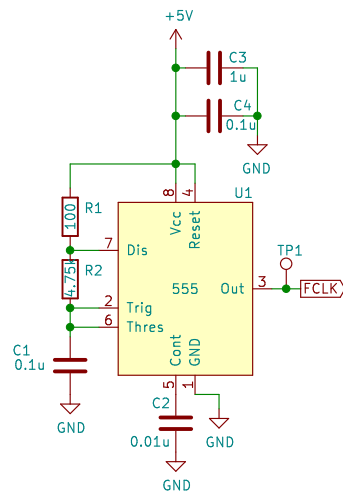 +5V
C3
1u
C4
0.1u
GND
U1
8
4
Vcc
Reset
R1
100
7
Dis
TP1
R2
4.75k
555
Out
3
FCLK
2
Trig
6
Thres
C1
0.1u
Cont
GND
5
1
GND
C2
0.01u
GND
GND